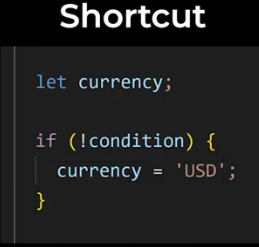 Shortcut
let currency;
if (!condition) {
currency = 'USD';
}